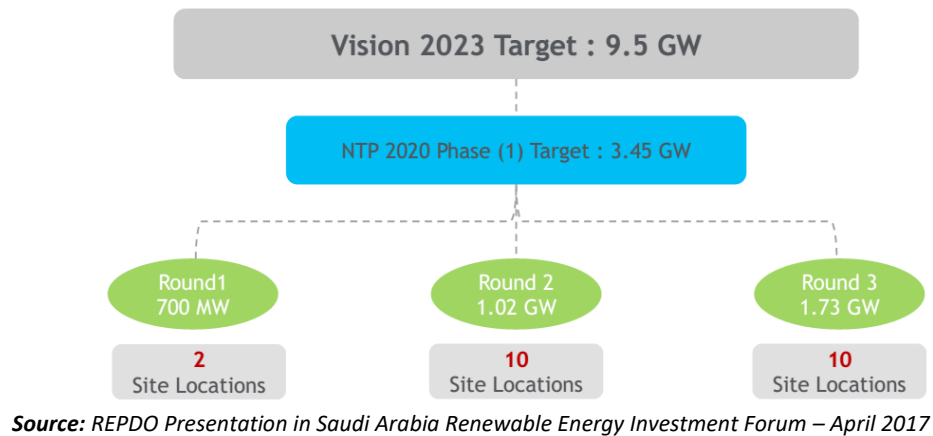 Vision 2023 Target : 9.5 GW
NTP 2020 Phase (1) Target : 3.45 GW
Round1
700 MW
Round 2
1.02 GW
Round 3
1.73 GW
2
Site Locations
10
Site Locations
10
Site Locations
Source: REPDO Presentation in Saudi Arabia Renewable Energy Investment Forum – April 2017